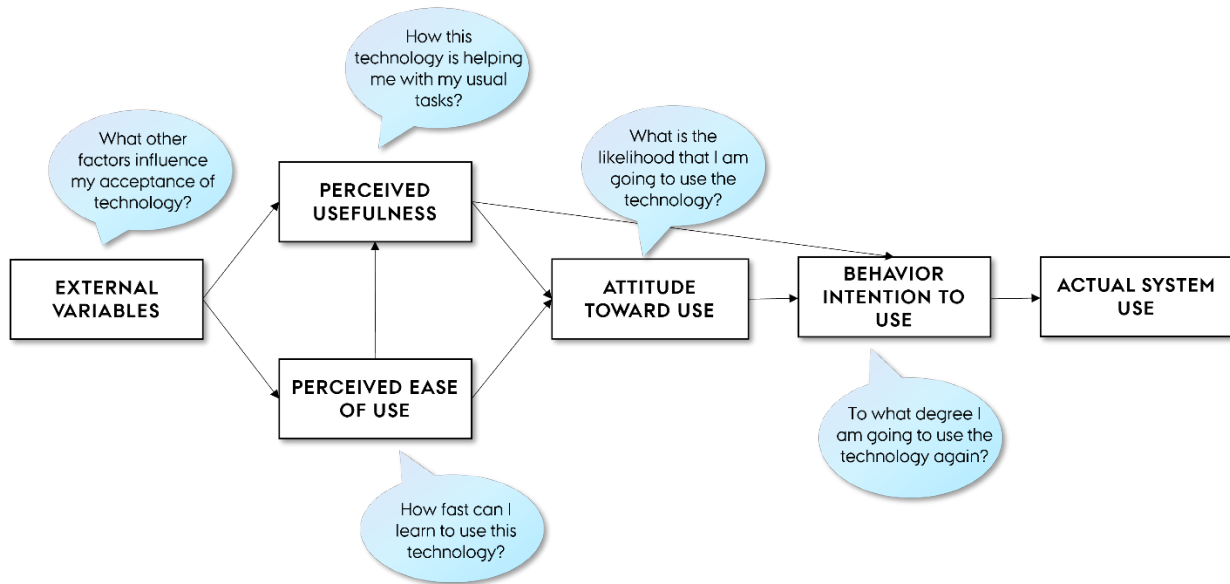 How this
technology is helping
me with my usual
tasks?
What other
factors influence
my acceptance of
technology?
What is the
likelihood that I am
going to use the
technology?
PERCEIVED
USEFULNESS
EXTERNAL
VARIABLES
ATTITUDE
TOWARD USE
BEHAVIOR
INTENTION TO
USE
ACTUAL SYSTEM
USE
PERCEIVED EASE
OF USE
To what degree I
am going to use the
technology again?
How fast can I
learn to use this
technology?